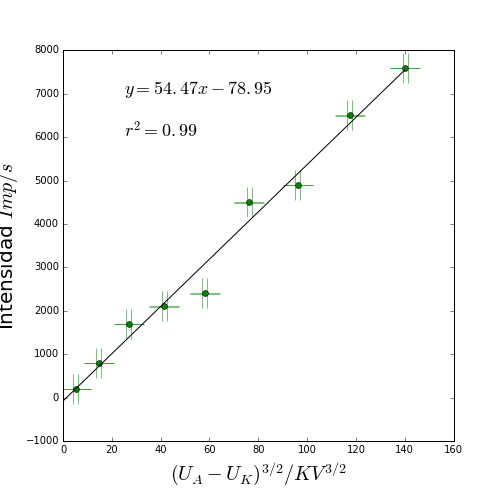 8000
7000
6000
5000
4000
3000
2000
1000
0
−1000
y = 54.47x − 78.95
r² = 0.99
Intensidad Imp/s
0 20 40 60 80 100 120 140 160
(U_A − U_K)^{3/2}/KV^{3/2}